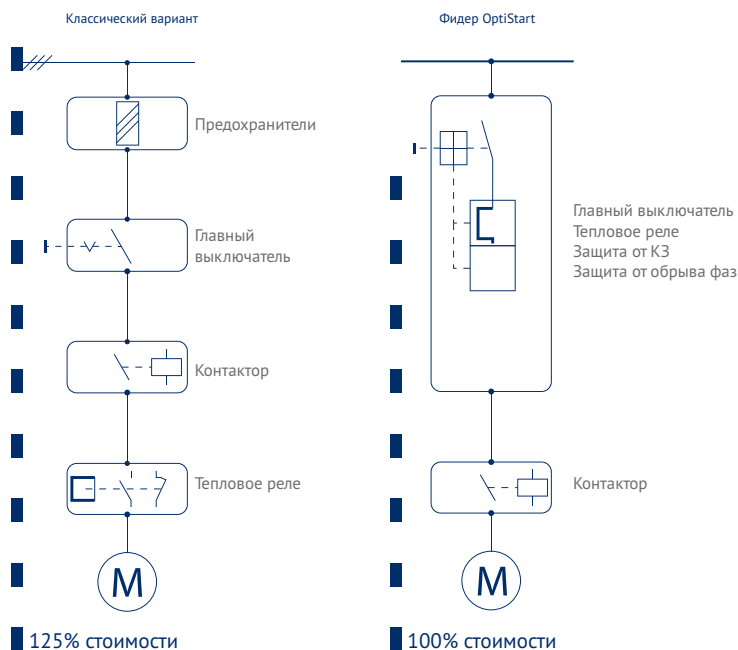 Классический вариант
Предохранители
Главный
выключатель
Контактор
Тепловое реле
M
125% стоимости
Фидер OptiStart
Главный выключатель
Тепловое реле
Защита от КЗ
Защита от обрыва фаз
Контактор
M
100% стоимости